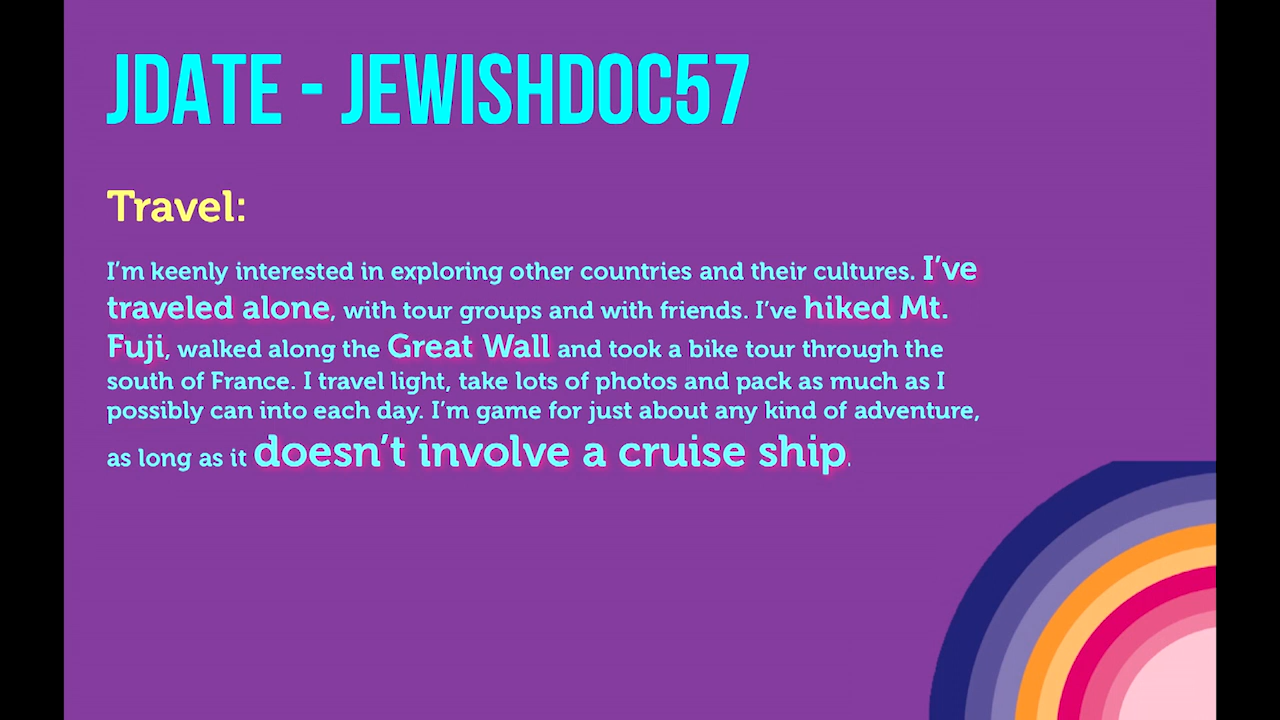 JDATE - JEWISHDOC57
Travel:
I’m keenly interested in exploring other countries and their cultures. I’ve
traveled alone, with tour groups and with friends. I’ve hiked Mt.
Fuji, walked along the Great Wall and took a bike tour through the
south of France. I travel light, take lots of photos and pack as much as I
possibly can into each day. I’m game for just about any kind of adventure,
as long as it doesn’t involve a cruise ship.